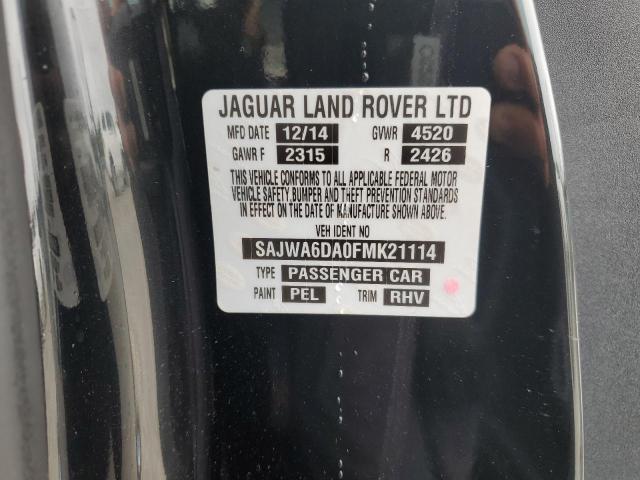 JAGUAR LAND ROVER LTD
MFD DATE 12/14 GVWR 4520
GAWR F 2315 R 2426
THIS VEHICLE CONFORMS TO ALL APPLICABLE FEDERAL MOTOR
VEHICLE SAFETY,BUMPER AND THEFT PREVENTION STANDARDS
IN EFFECT ON THE DATE OF MANUFACTURE SHOWN ABOVE.
VEH IDENT NO
SAJWA6DA0FMK21114
TYPE PASSENGER CAR
PAINT PEL TRIM RHV